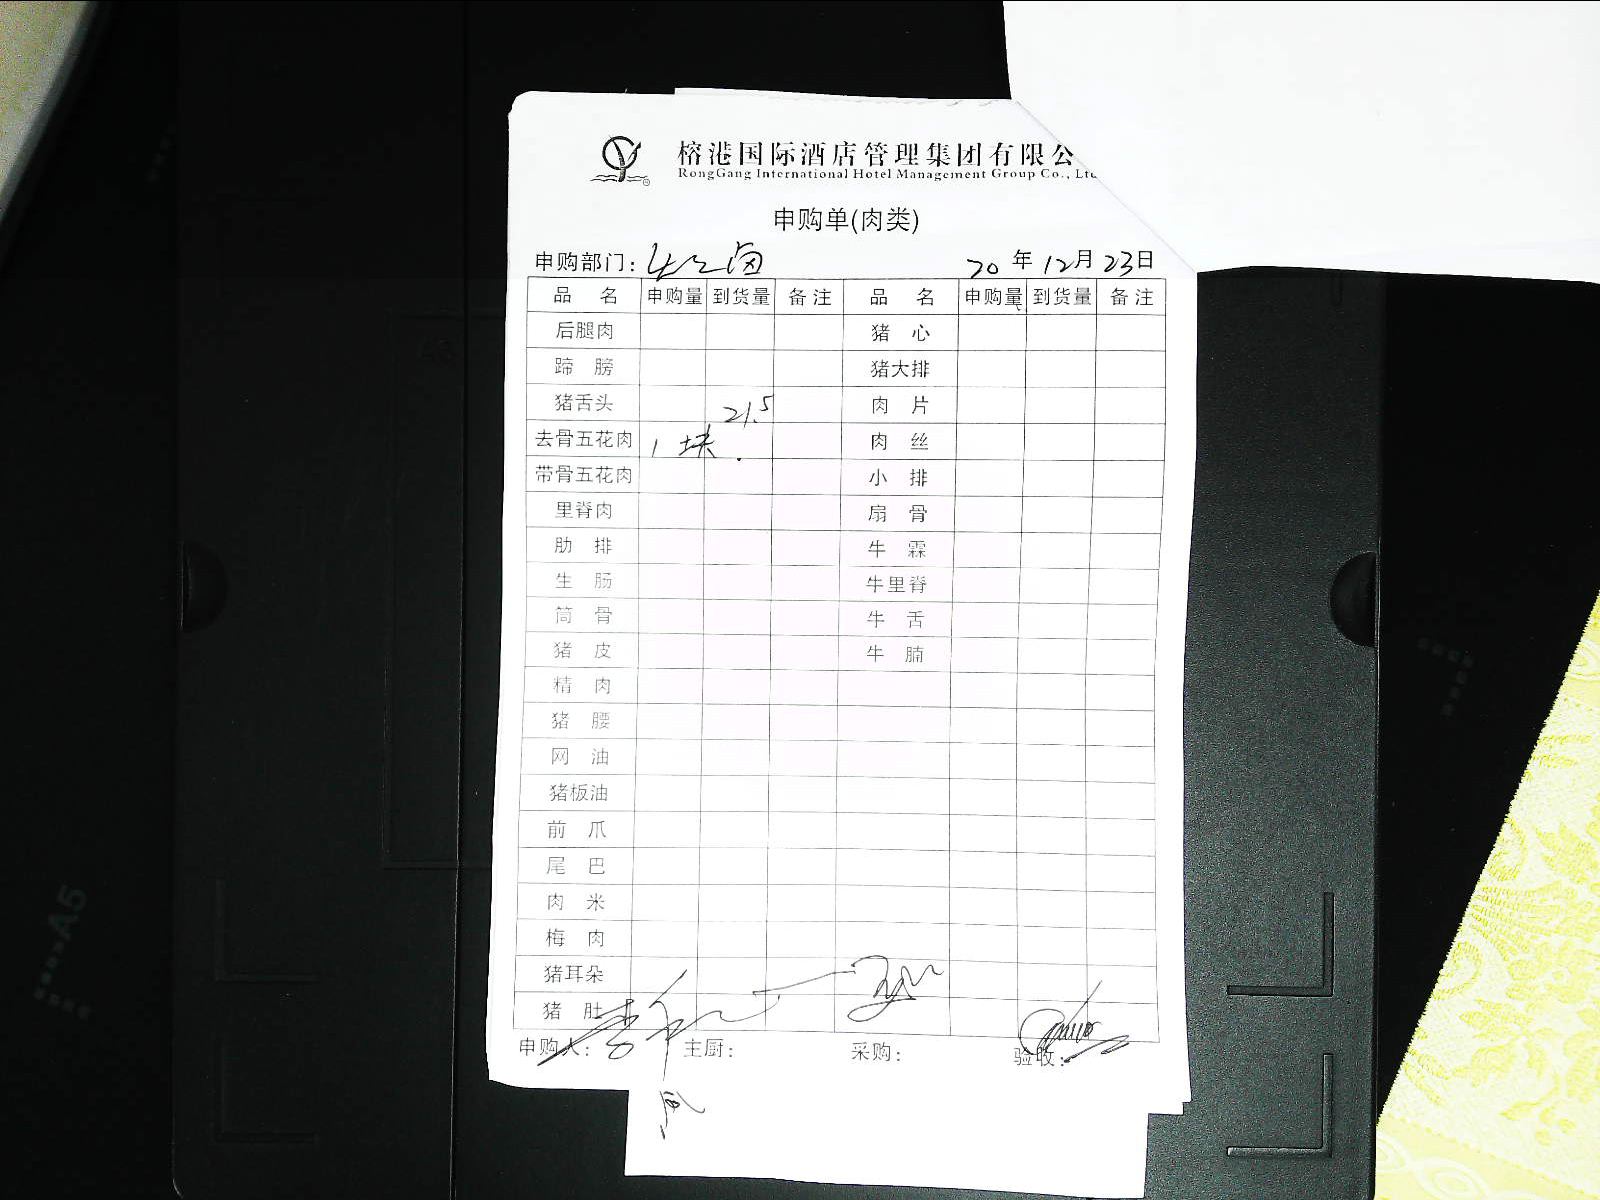 榕港国际酒店管理集团有限公
RongGang International Hotel Management Group Co., Ltd
申购单(肉类)
申购部门: 20 年 12 月 23 日
品 名 申购量 到货量 备注 品 名 申购量 到货量 备注
后腿肉 猪 心
蹄 膀 猪大排
猪舌头 21.5 肉 片
去骨五花肉 1块 肉 丝
带骨五花肉 小 排
里脊肉 扇 骨
肋 排 牛 霖
生 肠 牛里脊
筒 骨 牛 舌
猪 皮 牛 腩
精 肉
猪 腰
网 油
猪板油
前 爪
尾 巴
肉 米
梅 肉
猪耳朵
猪 肚
申购人: 主厨: 采购: 验收:
A5